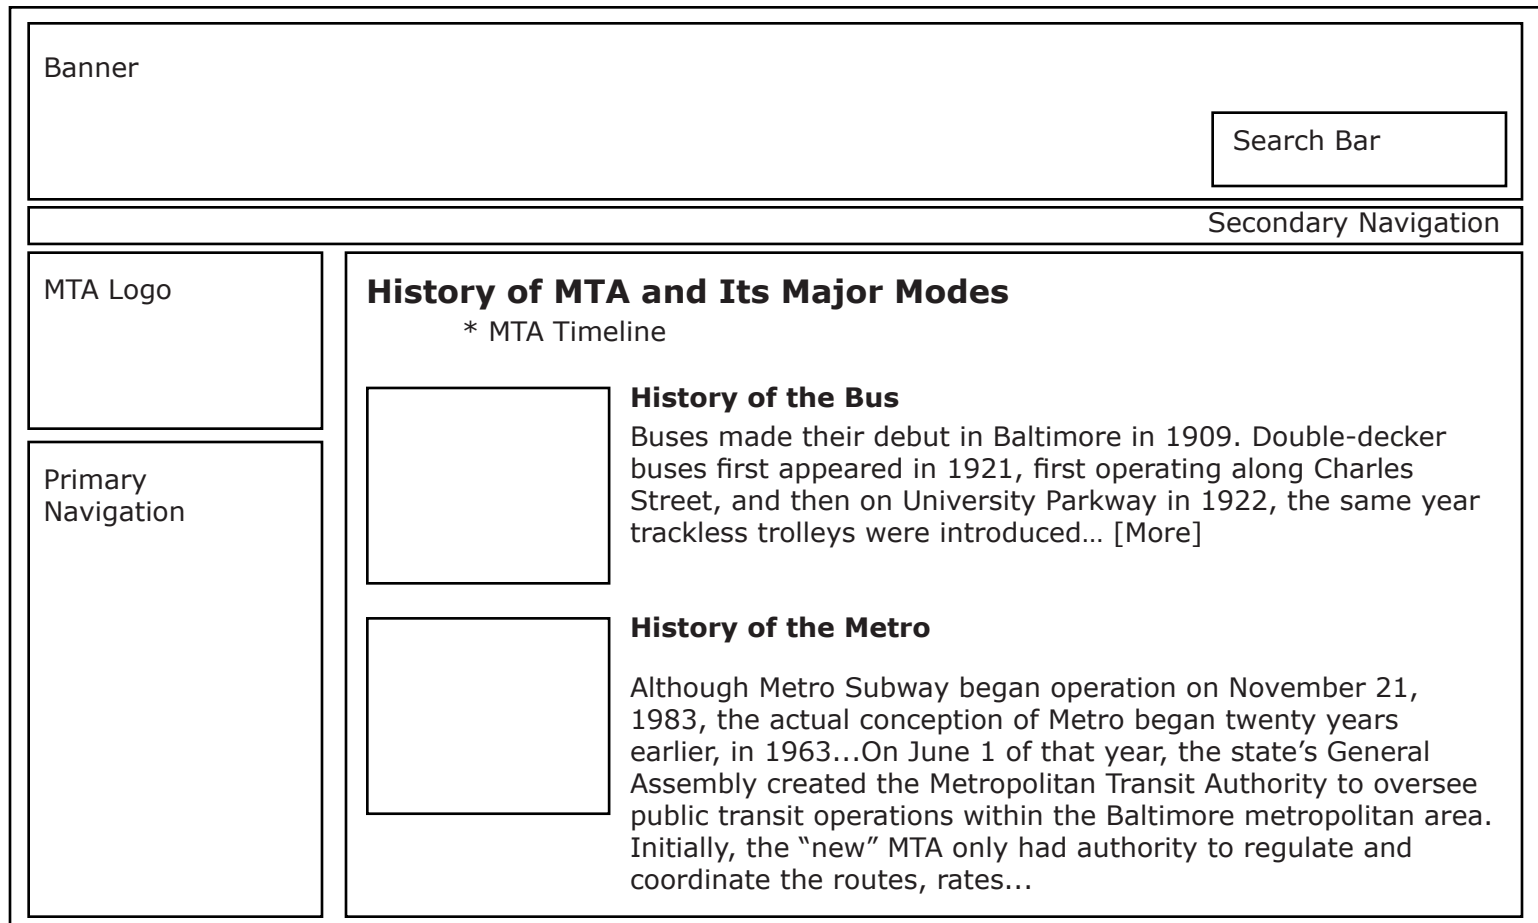 Banner
Search Bar
Secondary Navigation
MTA Logo
Primary
Navigation
History of MTA and Its Major Modes
* MTA Timeline
History of the Bus
Buses made their debut in Baltimore in 1909. Double-decker
buses first appeared in 1921, first operating along Charles
Street, and then on University Parkway in 1922, the same year
trackless trolleys were introduced… [More]
History of the Metro
Although Metro Subway began operation on November 21,
1983, the actual conception of Metro began twenty years
earlier, in 1963...On June 1 of that year, the state’s General
Assembly created the Metropolitan Transit Authority to oversee
public transit operations within the Baltimore metropolitan area.
Initially, the “new” MTA only had authority to regulate and
coordinate the routes, rates...